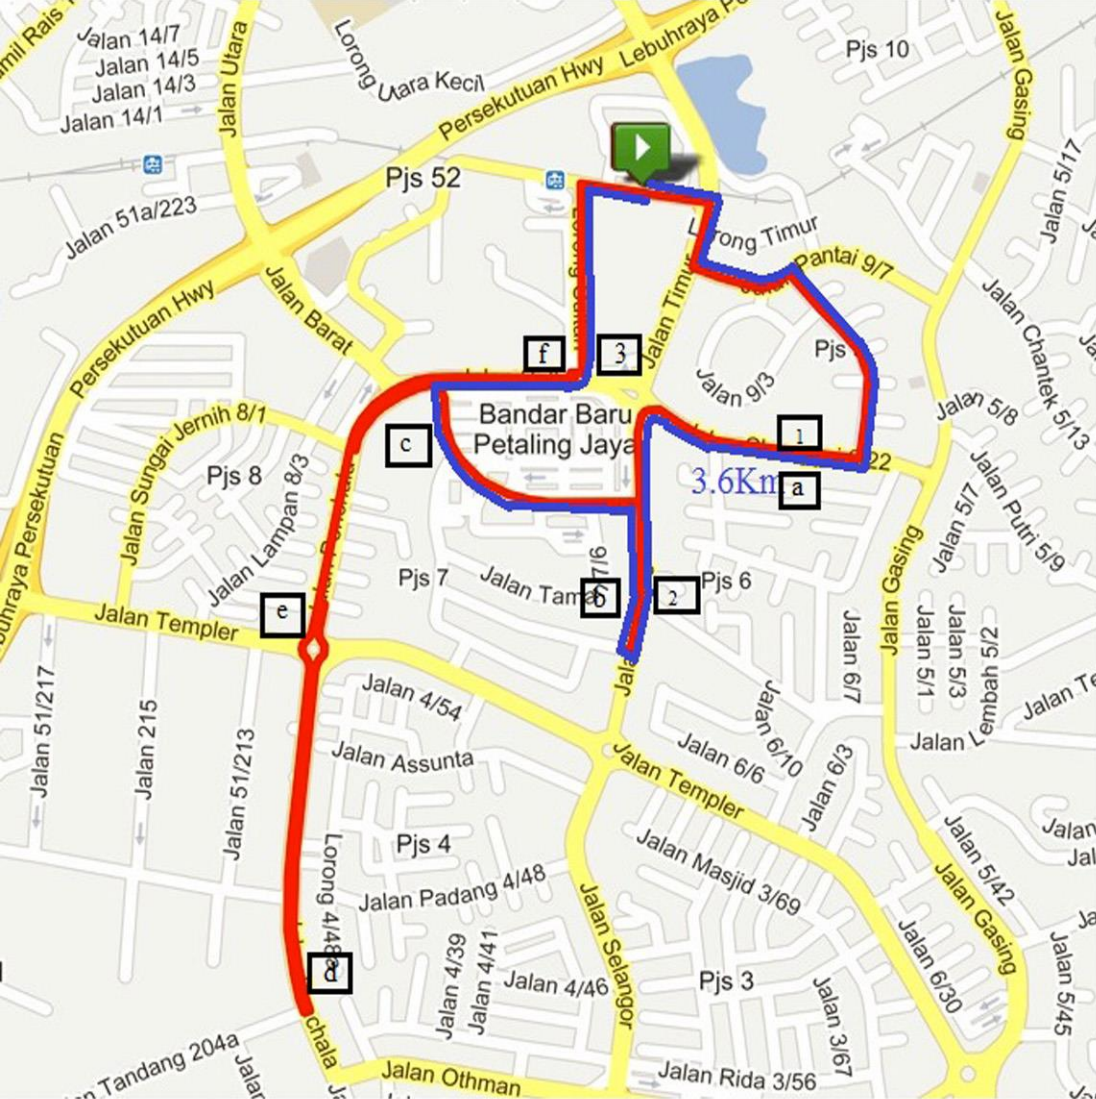 Jalan 14/7
Jalan 14/5
Jalan 14/3
Jalan 14/1
Jalan Utara
Lorong
Utara Kecil
Persekutuan Hwy
Lebuhraya
Pjs 10
Jalan Gasing
Jalan 5/17
Pjs 52
Jalan 51a/223
Lorong Timur
Pantai 9/7
Persekutuan Hwy
Jalan Barat
Jalan Timur
f
3
Pjs
Jalan 9/3
Jalan Chantek 5/13
Jalan 5/8
Bandar Baru
Petaling Jaya
Jalan Sungai Jernih 8/1
c
1
22
3.6Km
a
Pjs 8
Jalan Lampan 8/3
Jalan 5/7
Jalan Putri 5/9
Persekutuan
Pjs 7
Jalan
b
2
Pjs 6
Jalan Gasing
e
Jalan Templer
Jalan 6/7
Jalan 5/1
Jalan 5/3
Jalan Lembah 5/2
Jalan 51/217
Jalan 215
Jalan 51/213
Jalan 4/54
Jalan Assunta
Jalan 6/6
Jalan 6/10
Jalan 6/3
Jalan Templer
Pjs 4
Jalan Padang 4/48
Lorong
Jalan Masjid 3/69
Jalan 5/42
Jalan Gasing
Jalan
d
Jalan 4/39
Jalan 4/41
Jalan 4/46
Jalan Selangor
Pjs 3
Jalan 3/67
Jalan 6/30
Jalan 5/45
chala
Tandang 204a
Jalan
Jalan Othman
Jalan Rida 3/56